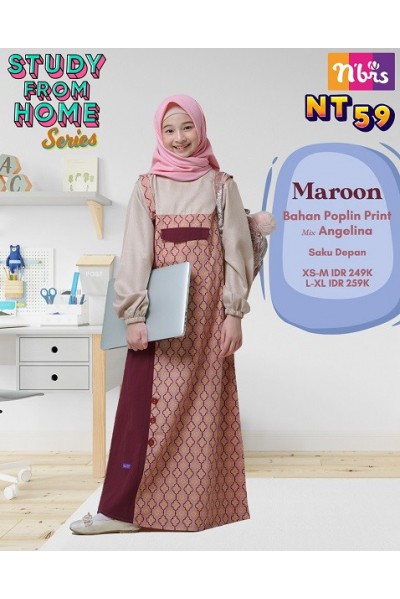 STUDY
FROM
HOME
Series
n'bis
NT 59
Maroon
Bahan Poplin Print
Mix Angelina
Saku Depan
XS-M IDR 249K
L-XL IDR 259K
POST